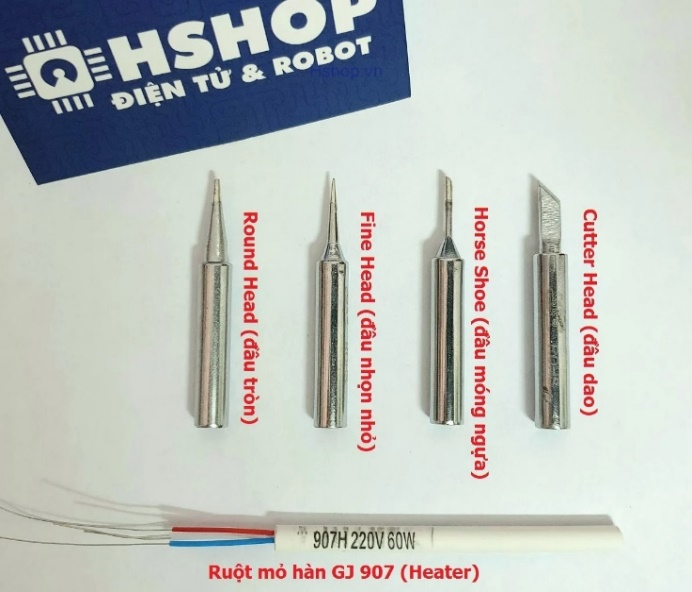 HSHOP
ĐIỆN TỬ & ROBOT
Hshop.vn
Round Head (đầu tròn)
Fine Head (đầu nhọn nhỏ)
Horse Shoe (đầu móng ngựa)
Cutter Head (đầu dao)
907H 220V 60W
Ruột mỏ hàn GJ 907 (Heater)